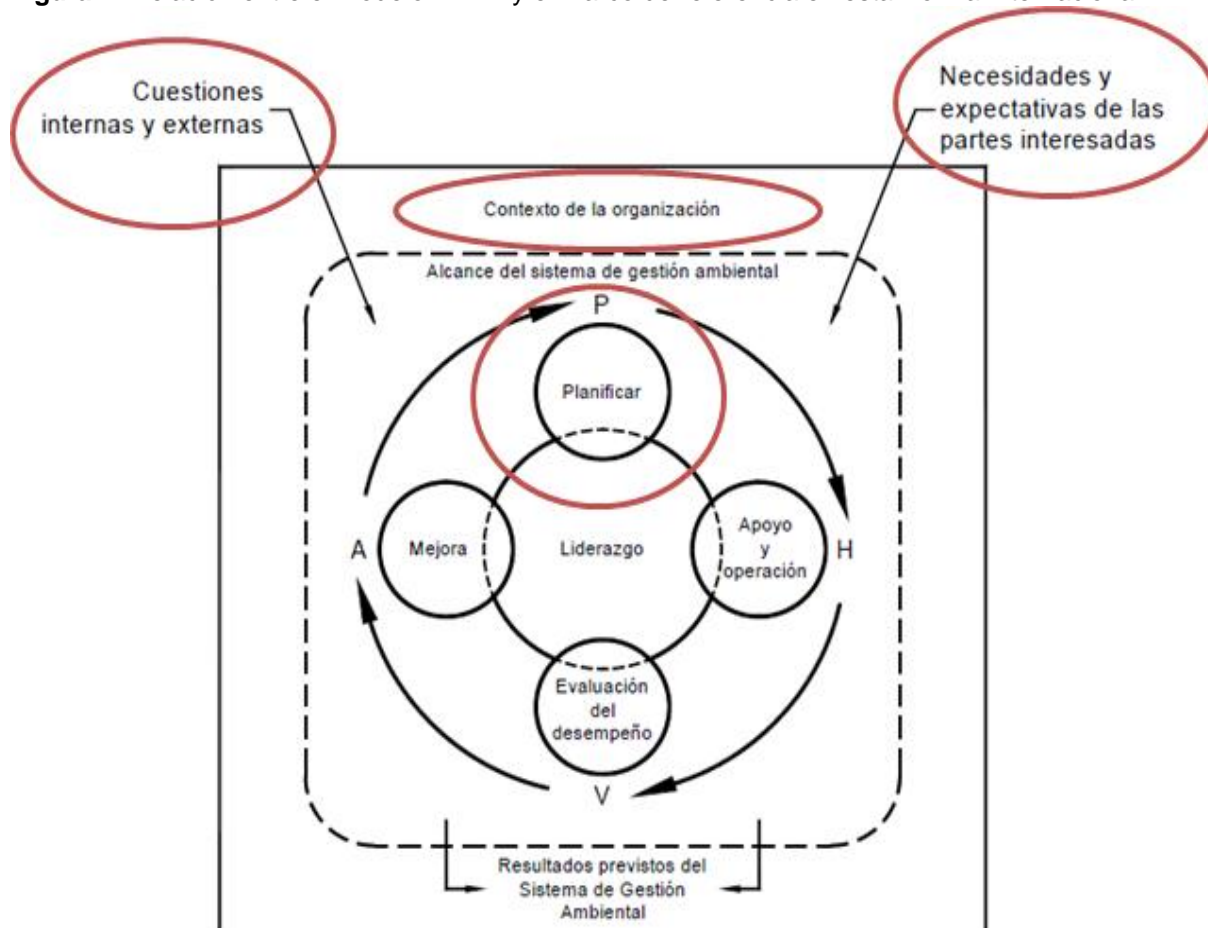 Cuestiones
internas y externas
Necesidades y
expectativas de las
partes interesadas
Contexto de la organización
Alcance del sistema de gestión ambiental
P
Planificar
A
Mejora
Liderazgo
Apoyo
y
operación
H
Evaluación
del
desempeño
V
Resultados previstos del
Sistema de Gestión
Ambiental